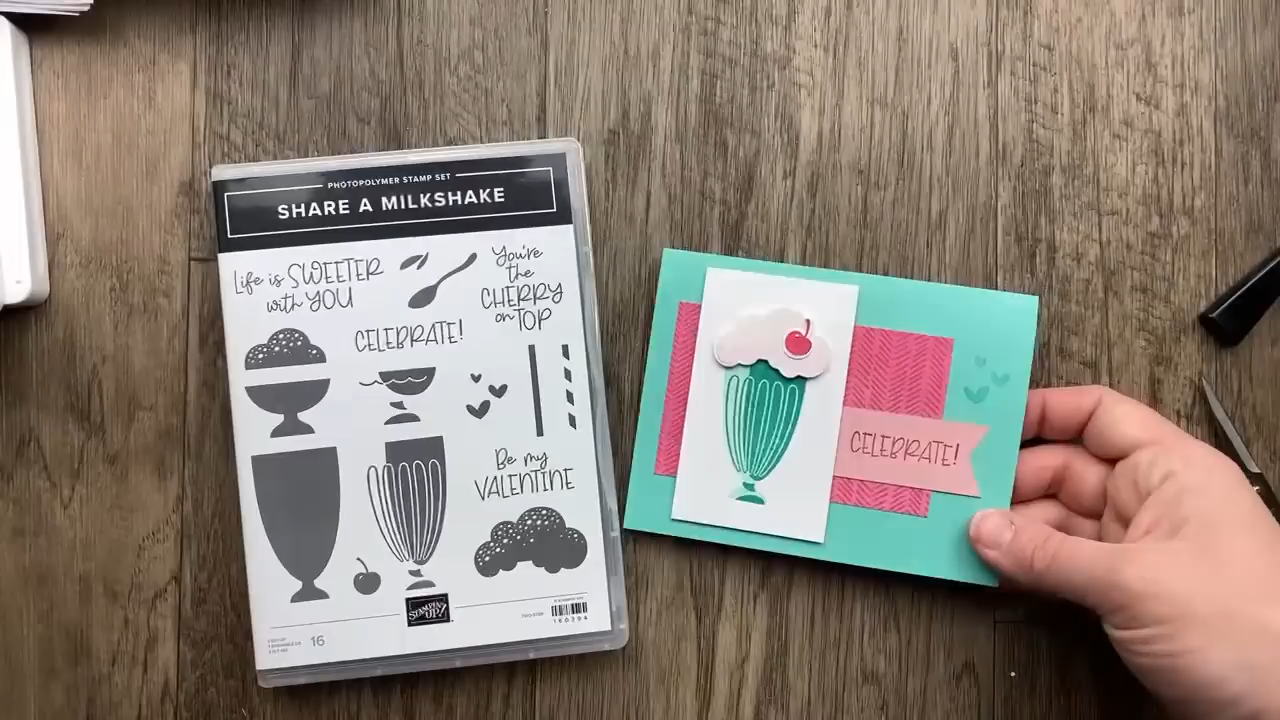 PHOTOPOLYMER STAMP SET
SHARE A MILKSHAKE
Life is SWEETER
with YOU
You're
the
CHERRY
on TOP
CELEBRATE!
Be my
VALENTINE
STAMPIN'
UP!
16
160394
CELEBRATE!